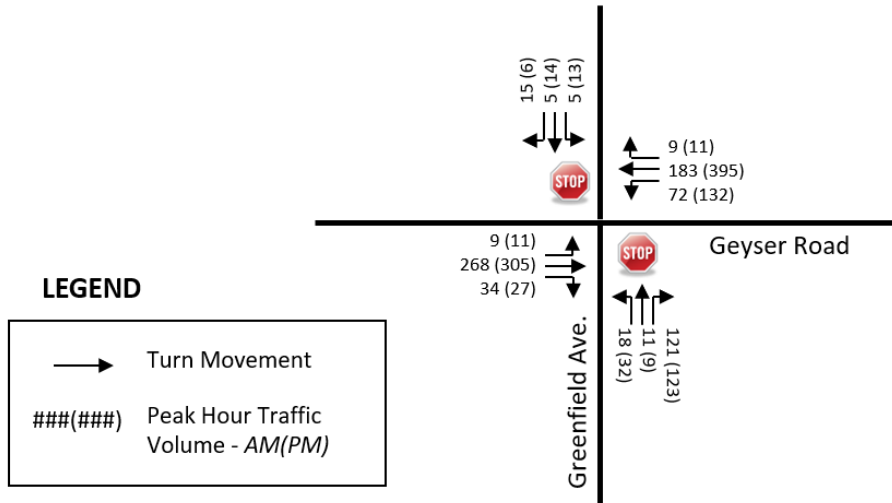 15 (6)
5 (14)
5 (13)
STOP
9 (11)
183 (395)
72 (132)
9 (11)
268 (305)
34 (27)
STOP
Geyser Road
18 (32)
11 (9)
121 (123)
Greenfield Ave.
LEGEND
Turn Movement
###(###) Peak Hour Traffic
Volume - AM(PM)